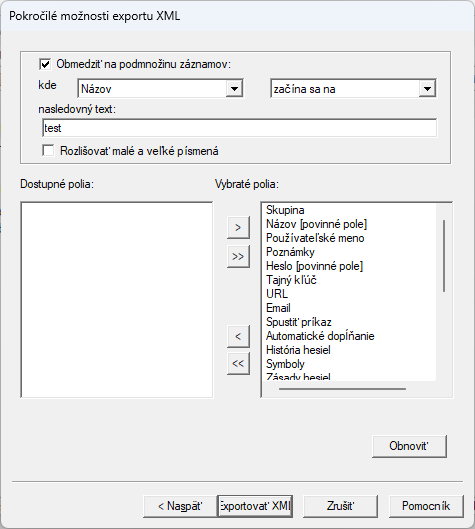 Pokročilé možnosti exportu XML
Obmedziť na podmnožinu záznamov:
kde Názov začína sa na
nasledovný text:
test
Rozlišovať malé a veľké písmená
Dostupné polia: Vybraté polia:
Skupina
> Názov [povinné pole]
Používateľské meno
>> Poznámky
Heslo [povinné pole]
Tajný kľúč
URL
Email
Spustiť príkaz
< Automatické dopĺňanie
História hesiel
<< Symboly
Zásady hesiel
Obnoviť
< Naspäť Exportovať XML Zrušiť Pomocník